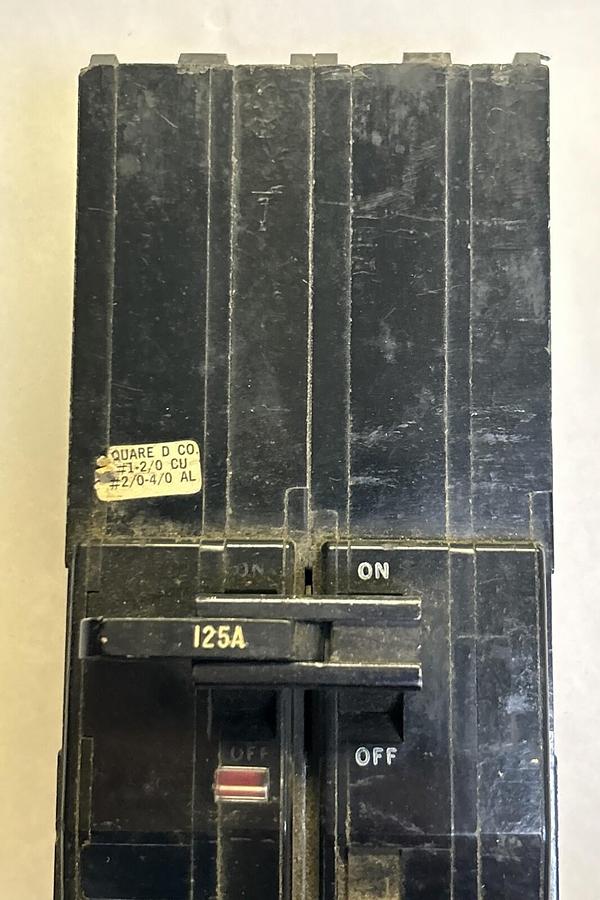 QUARE D CO.
#1-2/0 CU
#2/0-4/0 AL
ON
ON
125A
OFF
OFF